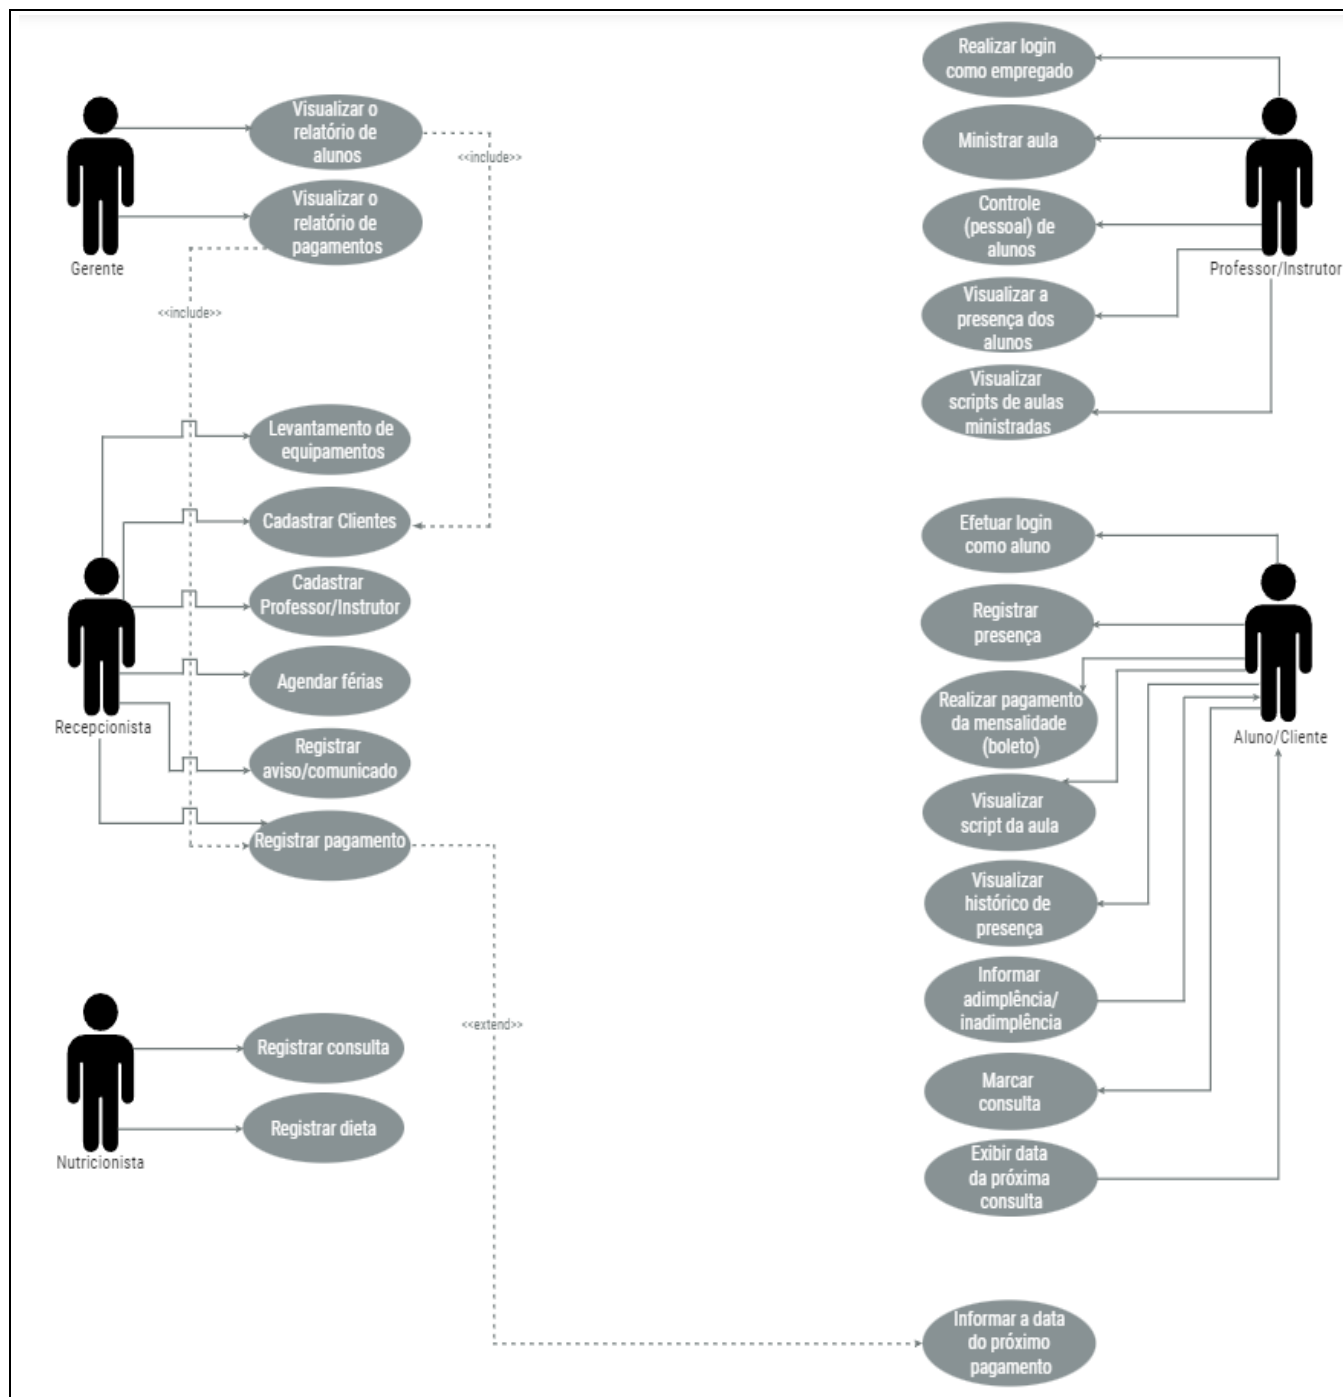 Visualizar o
relatório de
alunos
<<include>>
Visualizar o
relatório de
pagamentos
Gerente
<<include>>
Levantamento de
equipamentos
Cadastrar Clientes
Cadastrar
Professor/Instrutor
Agendar férias
Recepcionista
Registrar
aviso/comunicado
Registrar pagamento
Registrar consulta
<<extend>>
Registrar dieta
Nutricionista
Realizar login
como empregado
Ministrar aula
Controle
(pessoal) de
alunos
Professor/Instrutor
Visualizar a
presença dos
alunos
Visualizar
scripts de aulas
ministradas
Efetuar login
como aluno
Registrar
presença
Realizar pagamento
da mensalidade
(boleto)
Aluno/Cliente
Visualizar
script da aula
Visualizar
histórico de
presença
Informar
adimplência/
inadimplência
Marcar
consulta
Exibir data
da próxima
consulta
Informar a data
do próximo
pagamento